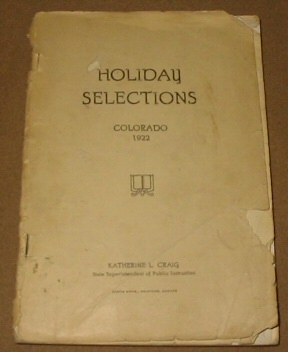 HOLIDAY
SELECTIONS
COLORADO
1922
KATHERINE L. CRAIG
State Superintendent of Public Instruction